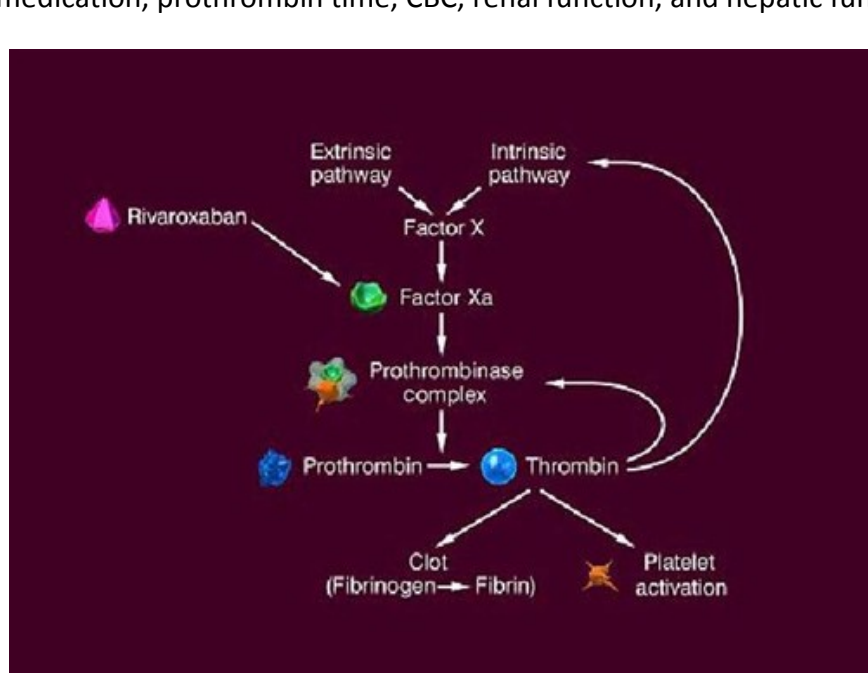 medication, prothrombin time, CBC, renal function, and hepatic
Extrinsic
pathway
Intrinsic
pathway
Rivaroxaban
Factor X
Factor Xa
Prothrombinase
complex
Prothrombin
Thrombin
Clot
(Fibrinogen → Fibrin)
Platelet
activation